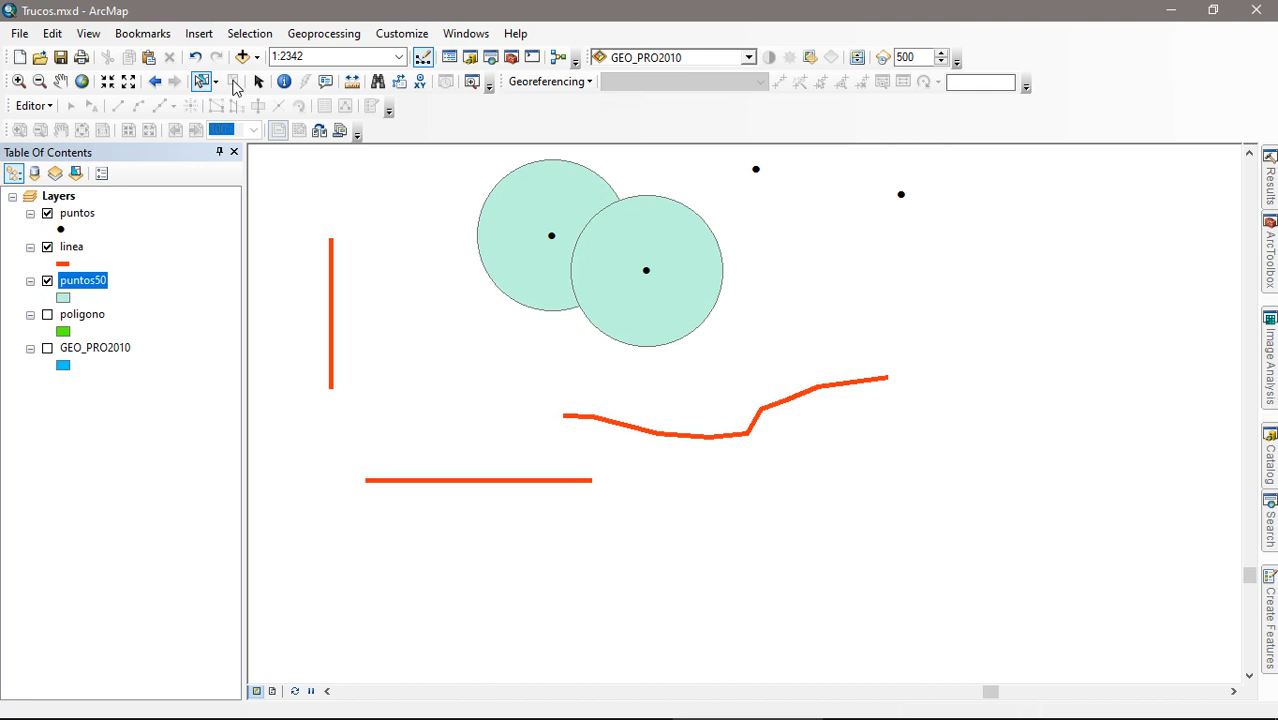 Trucos.mxd - ArcMap
File Edit View Bookmarks Insert Selection Geoprocessing Customize Windows Help
1:2342 GEO_PRO2010 500
Georeferencing
Editor
100%
Table Of Contents
Layers
puntos
linea
puntos50
poligono
GEO_PRO2010
Results
ArcToolbox
Image Analysis
Catalog
Search
Create Features